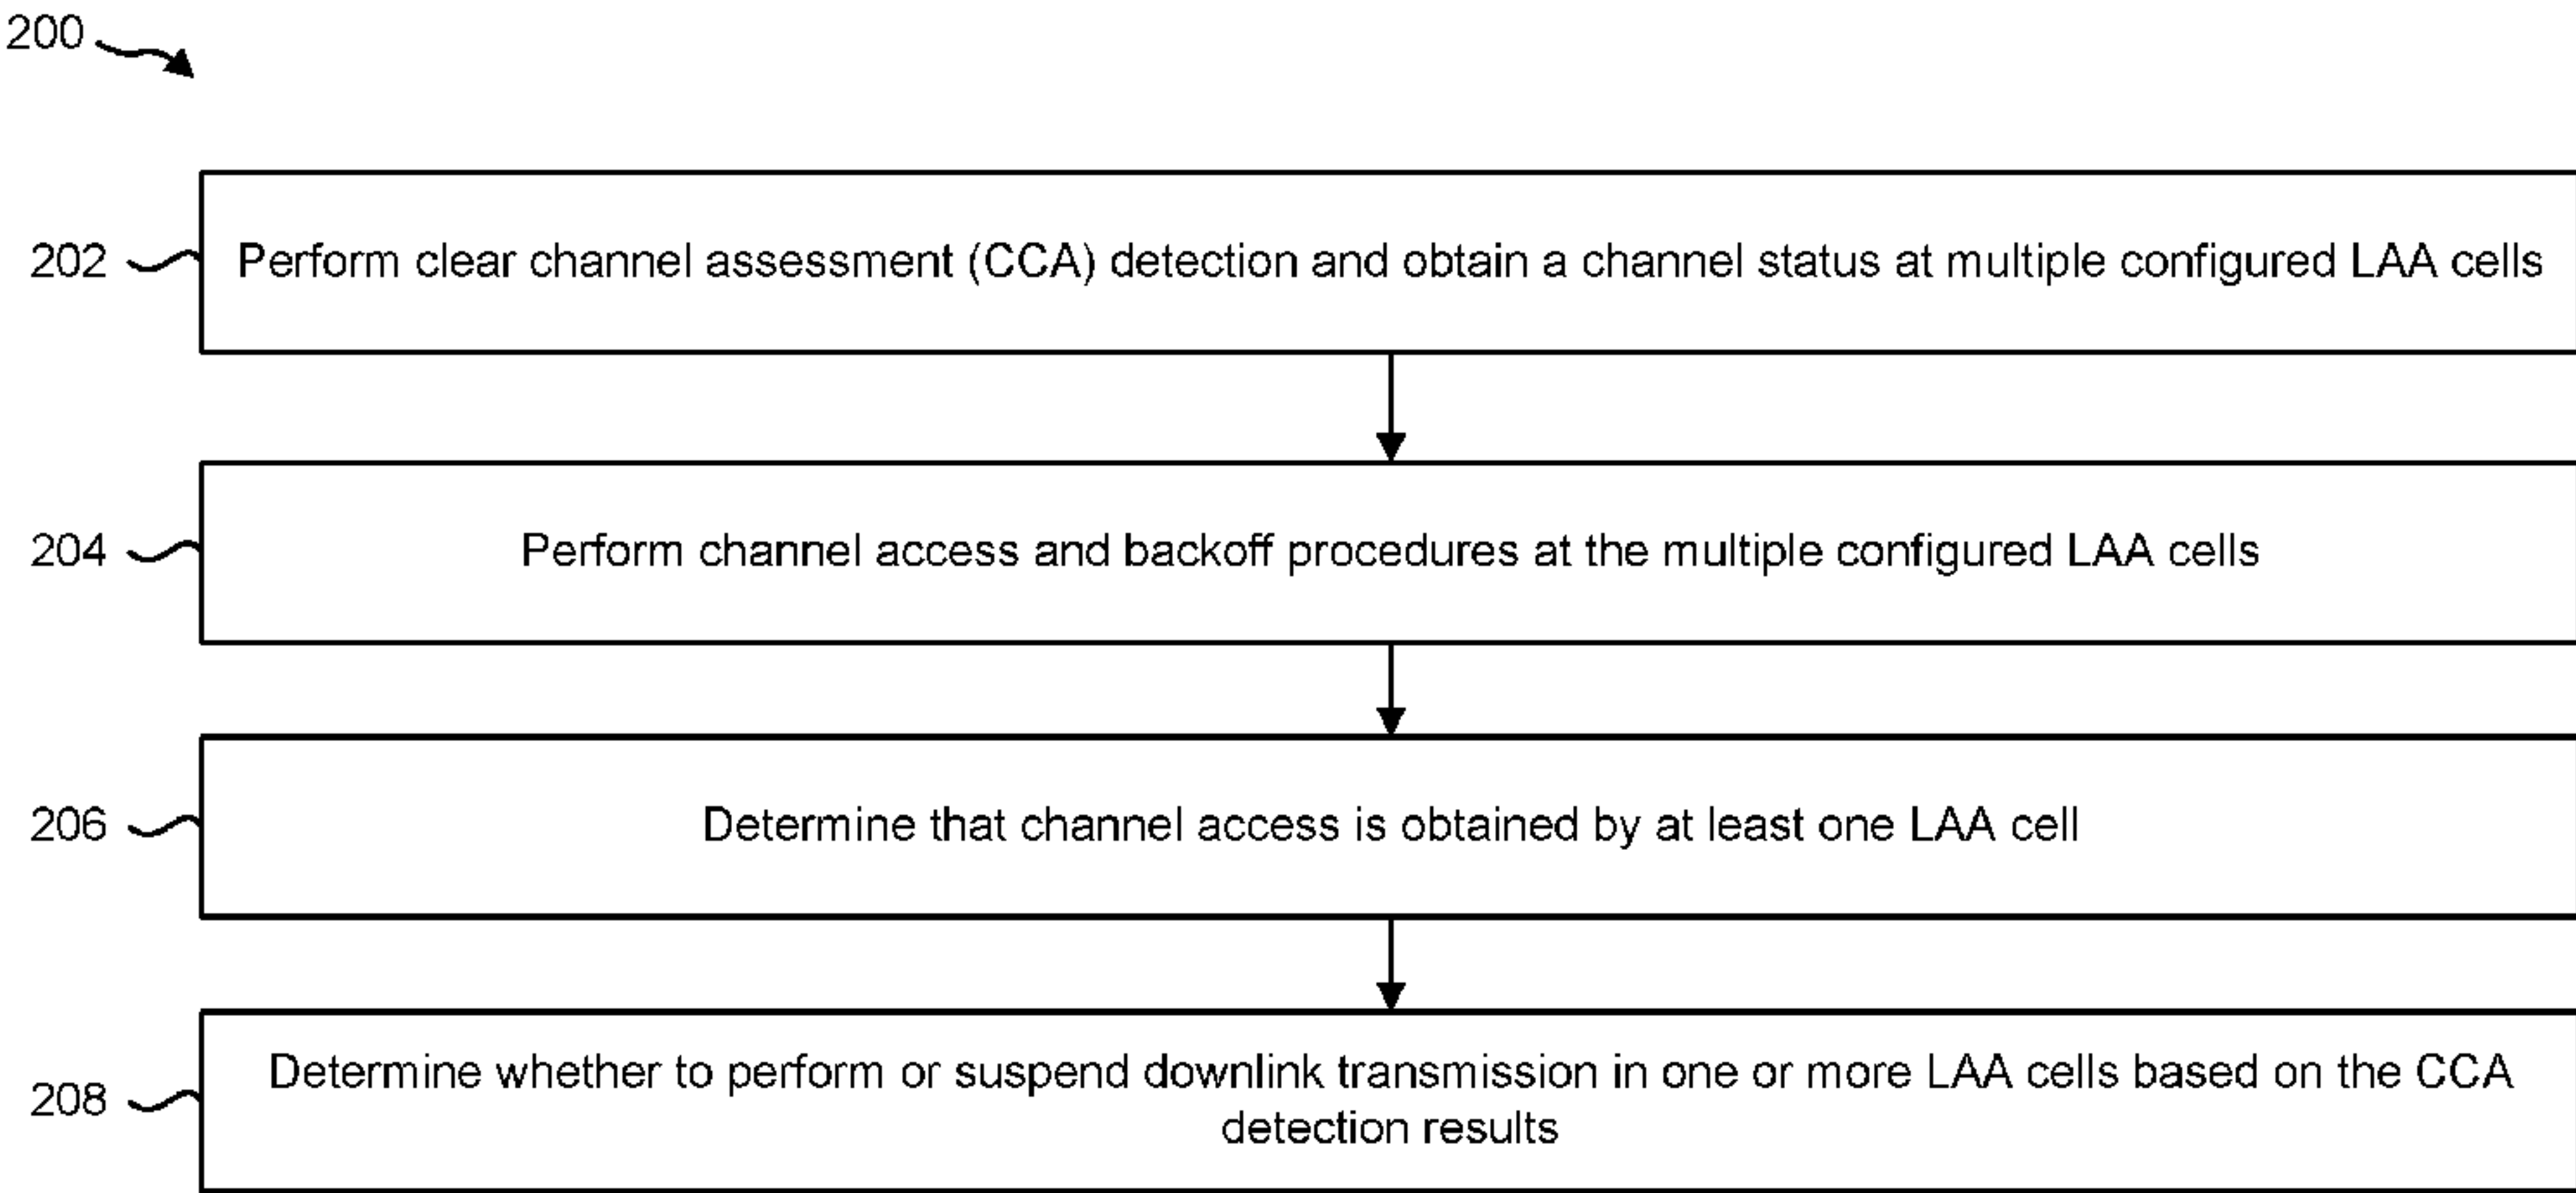 200
202
Perform clear channel assessment (CCA) detection and obtain a channel status at multiple configured LAA cells
204
Perform channel access and backoff procedures at the multiple configured LAA cells
206
Determine that channel access is obtained by at least one LAA cell
208
Determine whether to perform or suspend downlink transmission in one or more LAA cells based on the CCA
detection results